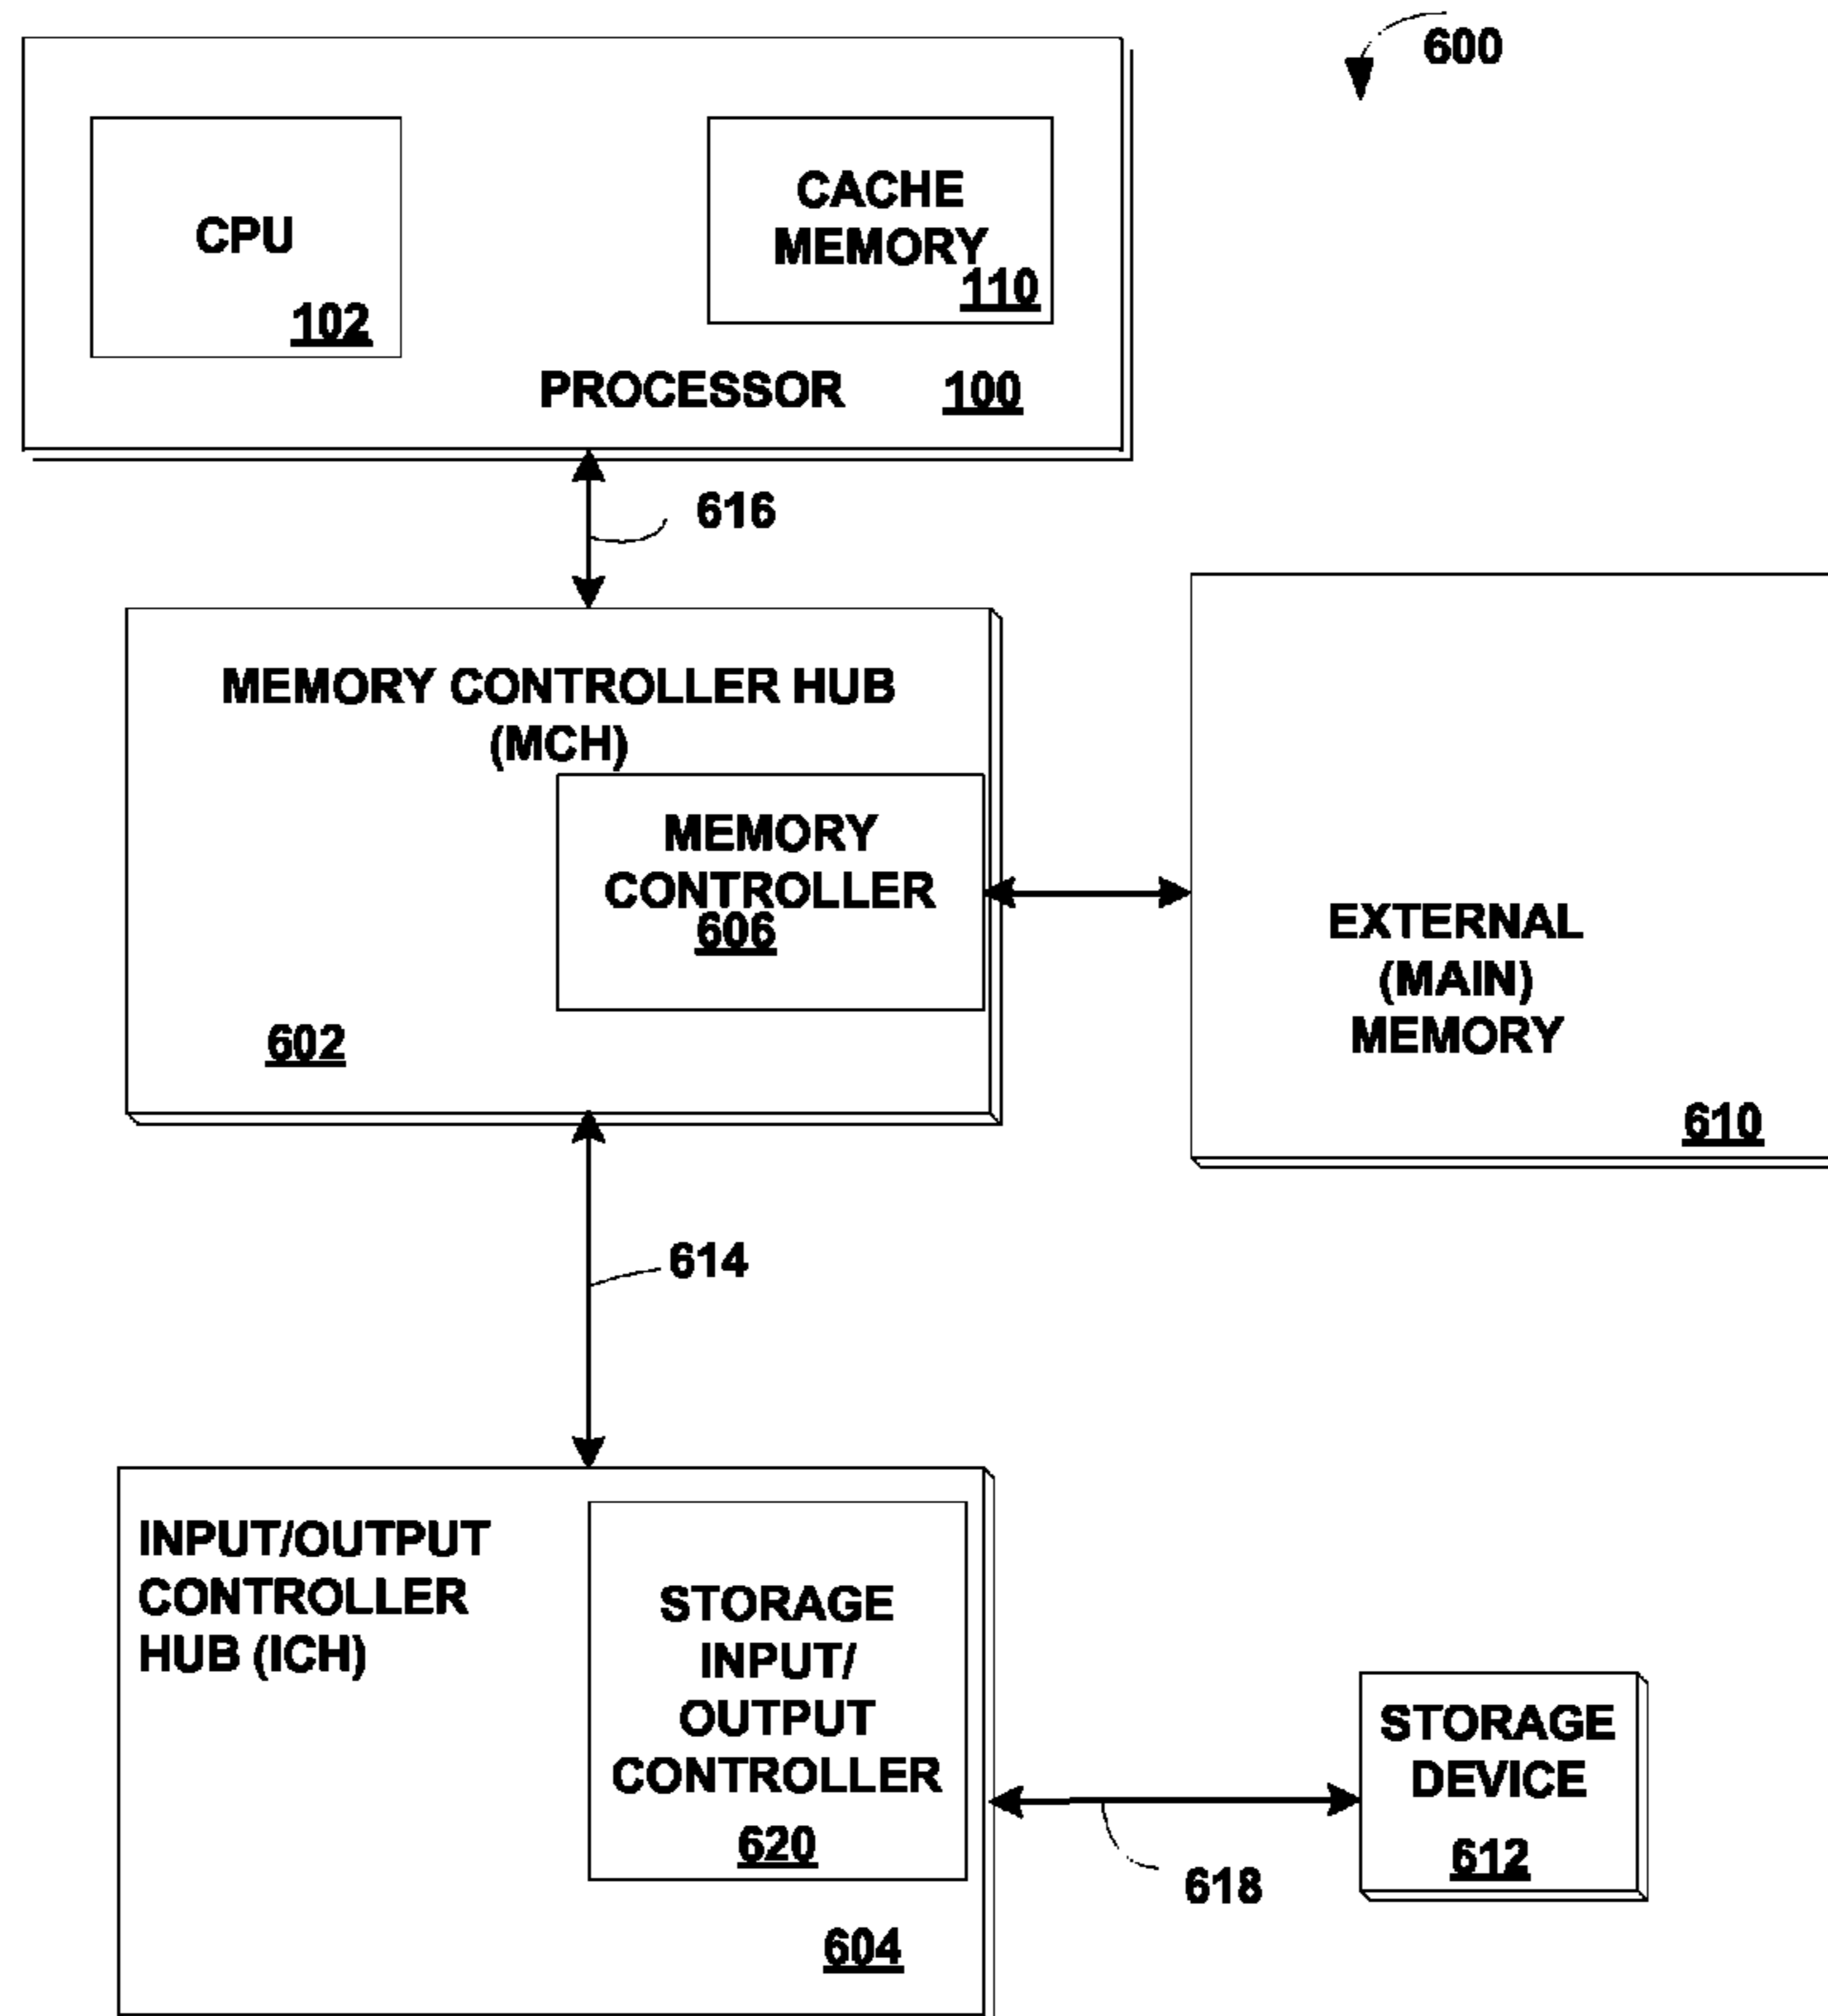 600
CPU
102
CACHE
MEMORY
110
PROCESSOR 100
616
MEMORY CONTROLLER HUB
(MCH)
MEMORY
CONTROLLER
606
602
EXTERNAL
(MAIN)
MEMORY
610
614
INPUT/OUTPUT
CONTROLLER
HUB (ICH)
STORAGE
INPUT/
OUTPUT
CONTROLLER
620
604
618
STORAGE
DEVICE
612